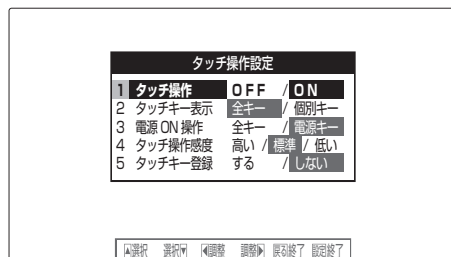 タッチ操作設定
1 タッチ操作 OFF / ON
2 タッチキー表示 全キー / 個別キー
3 電源 ON 操作 全キー / 電源キー
4 タッチ操作感度 高い / 標準 / 低い
5 タッチキー登録 する / しない
▲選択 選択▼ ◀調整 調整▶ 戻る/終了 設定終了